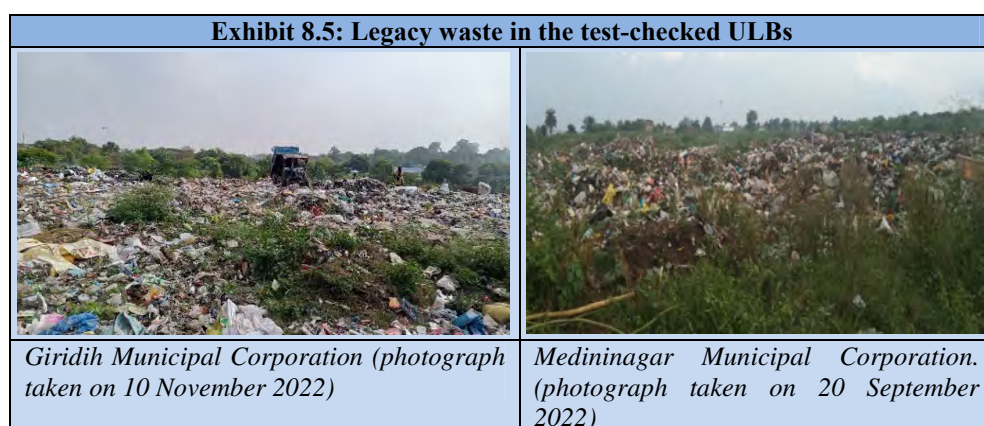 Exhibit 8.5: Legacy waste in the test-checked ULBs
Giridih Municipal Corporation (photograph
taken on 10 November 2022)
Medininagar Municipal Corporation.
(photograph taken on 20 September
2022)